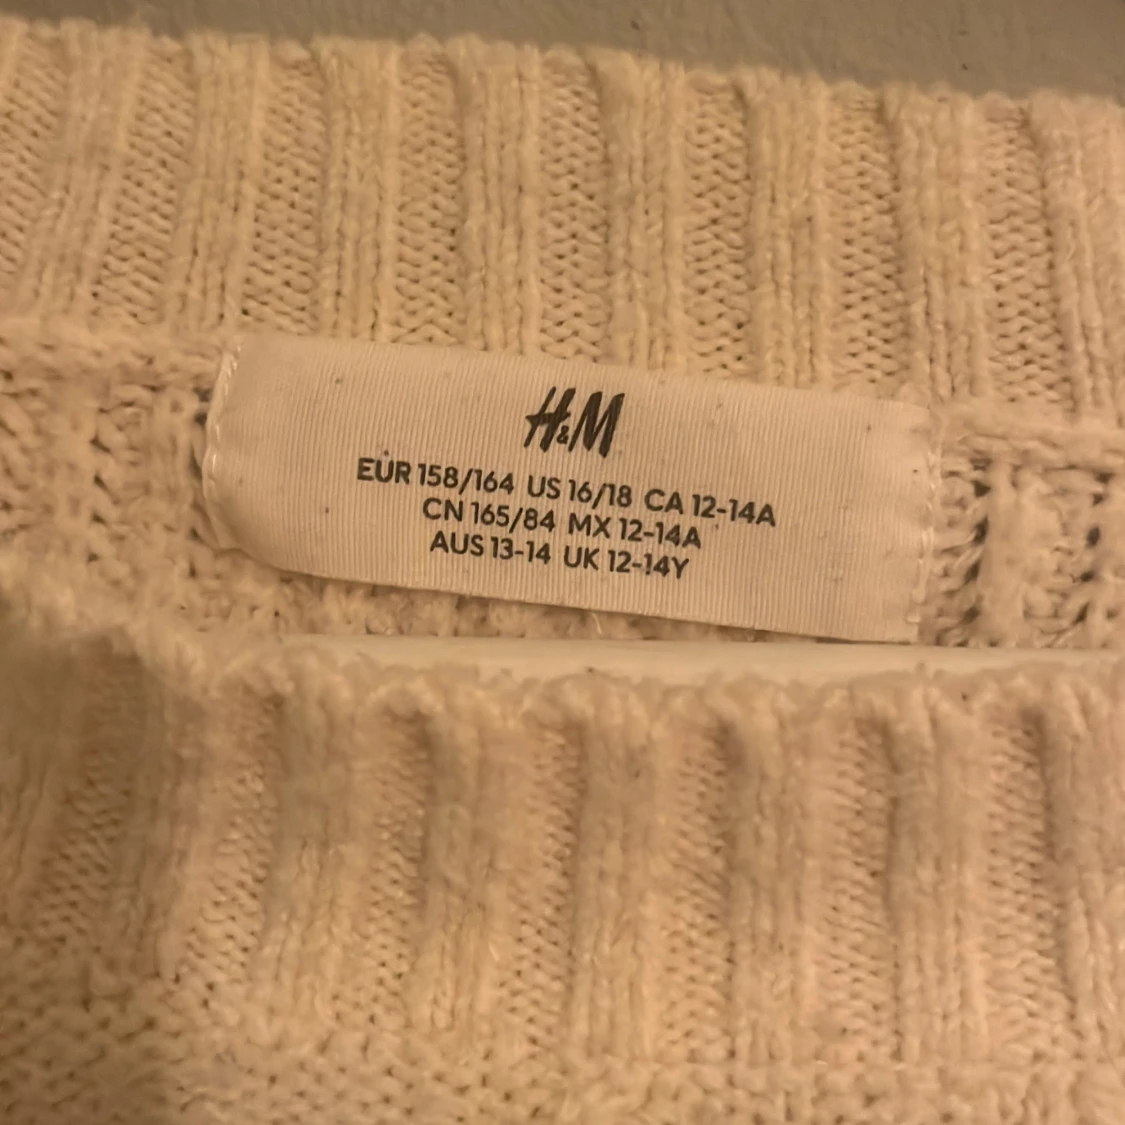 H&M
EUR 158/164 US 16/18 CA 12-14A
CN 165/84 MX 12-14A
AUS 13-14 UK 12-14Y